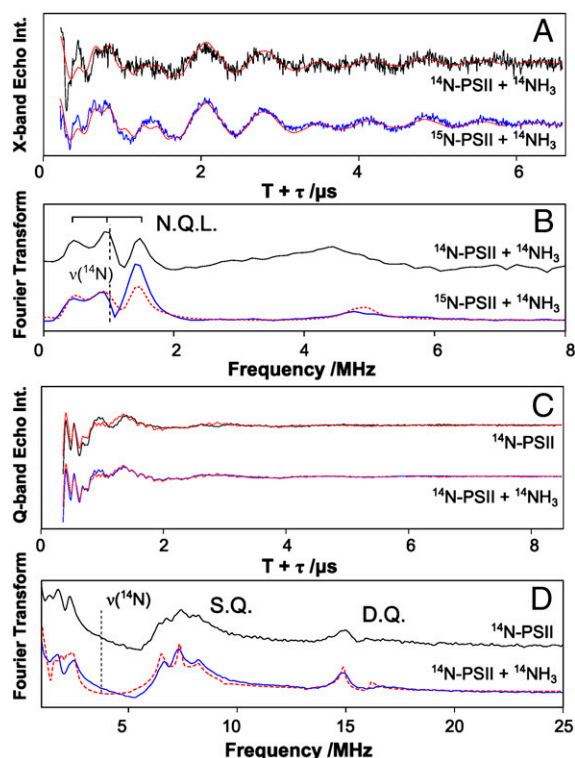 A
X-band Echo Int.
¹⁴N-PSII + ¹⁴NH₃
¹⁵N-PSII + ¹⁴NH₃
0 2 4 6
T + τ /μs
B
Fourier Transform
N.Q.L.
ν(¹⁴N)
¹⁴N-PSII + ¹⁴NH₃
¹⁵N-PSII + ¹⁴NH₃
0 2 4 6 8
Frequency /MHz
C
Q-band Echo Int.
¹⁴N-PSII
¹⁴N-PSII + ¹⁴NH₃
0 2 4 6 8
T + τ /μs
D
Fourier Transform
ν(¹⁴N)
S.Q.
D.Q.
¹⁴N-PSII
¹⁴N-PSII + ¹⁴NH₃
5 10 15 20 25
Frequency /MHz